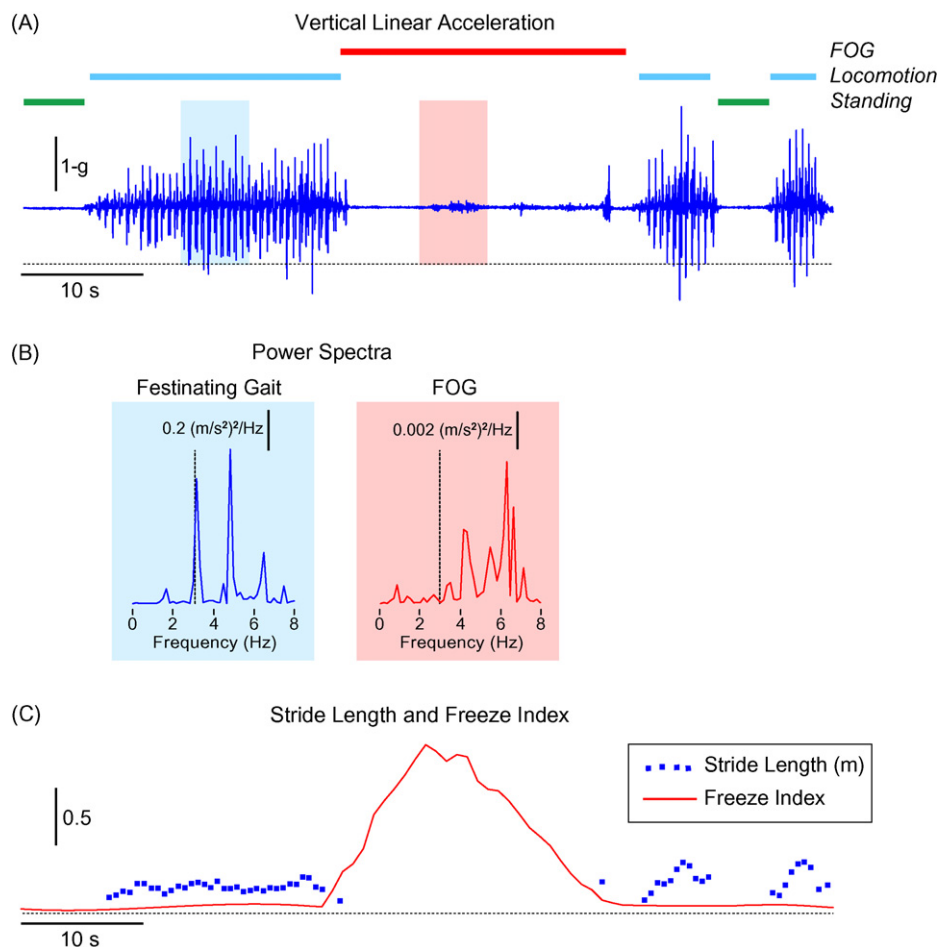 (A) Vertical Linear Acceleration
FOG
Locomotion
Standing
1-g
10 s
(B) Power Spectra
Festinating Gait
FOG
0.2 (m/s²)²/Hz
0.002 (m/s²)²/Hz
0 2 4 6 8
0 2 4 6 8
Frequency (Hz)
Frequency (Hz)
(C) Stride Length and Freeze Index
Stride Length (m)
Freeze Index
0.5
10 s